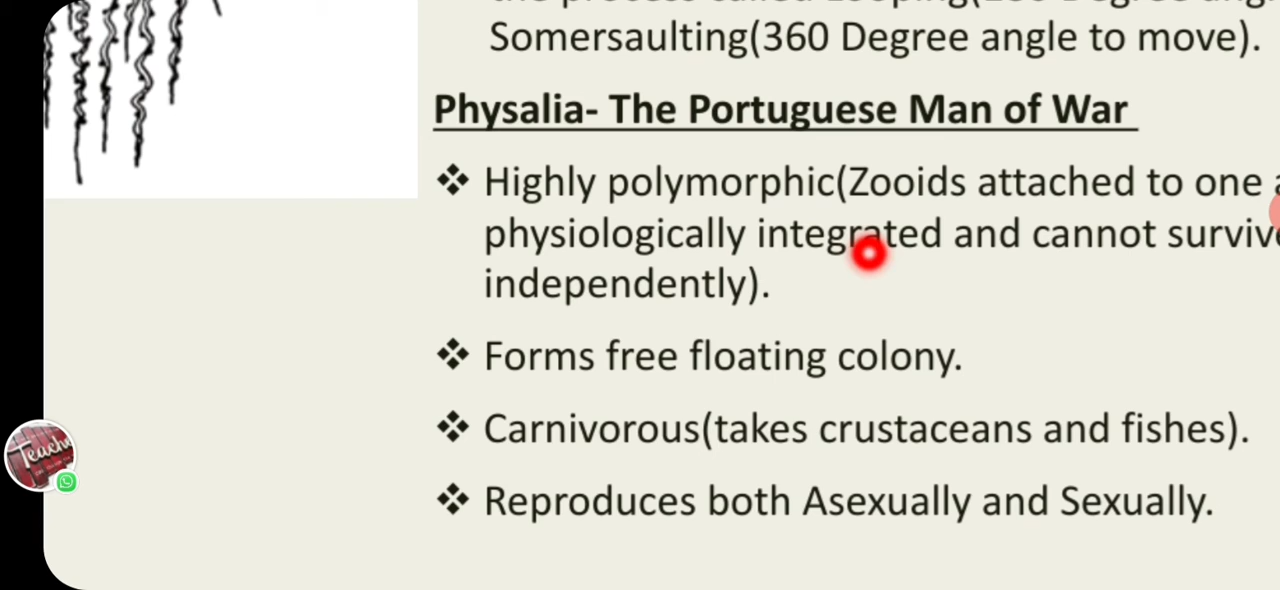 Somersaulting(360 Degree angle to move).
Physalia- The Portuguese Man of War
❖ Highly polymorphic(Zooids attached to one
physiologically integrated and cannot surviv
independently).
❖ Forms free floating colony.
❖ Carnivorous(takes crustaceans and fishes).
❖ Reproduces both Asexually and Sexually.